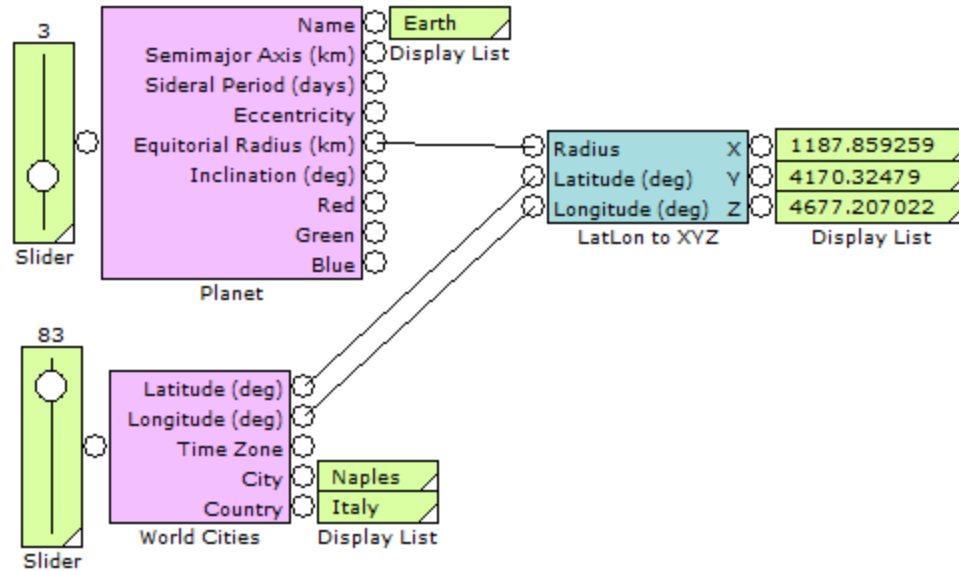 3
Slider
Name
Semimajor Axis (km)
Sideral Period (days)
Eccentricity
Equitorial Radius (km)
Inclination (deg)
Red
Green
Blue
Planet
Earth
Display List
Radius X
Latitude (deg) Y
Longitude (deg) Z
LatLon to XYZ
1187.859259
4170.32479
4677.207022
Display List
83
Slider
Latitude (deg)
Longitude (deg)
Time Zone
City
Country
World Cities
Naples
Italy
Display List